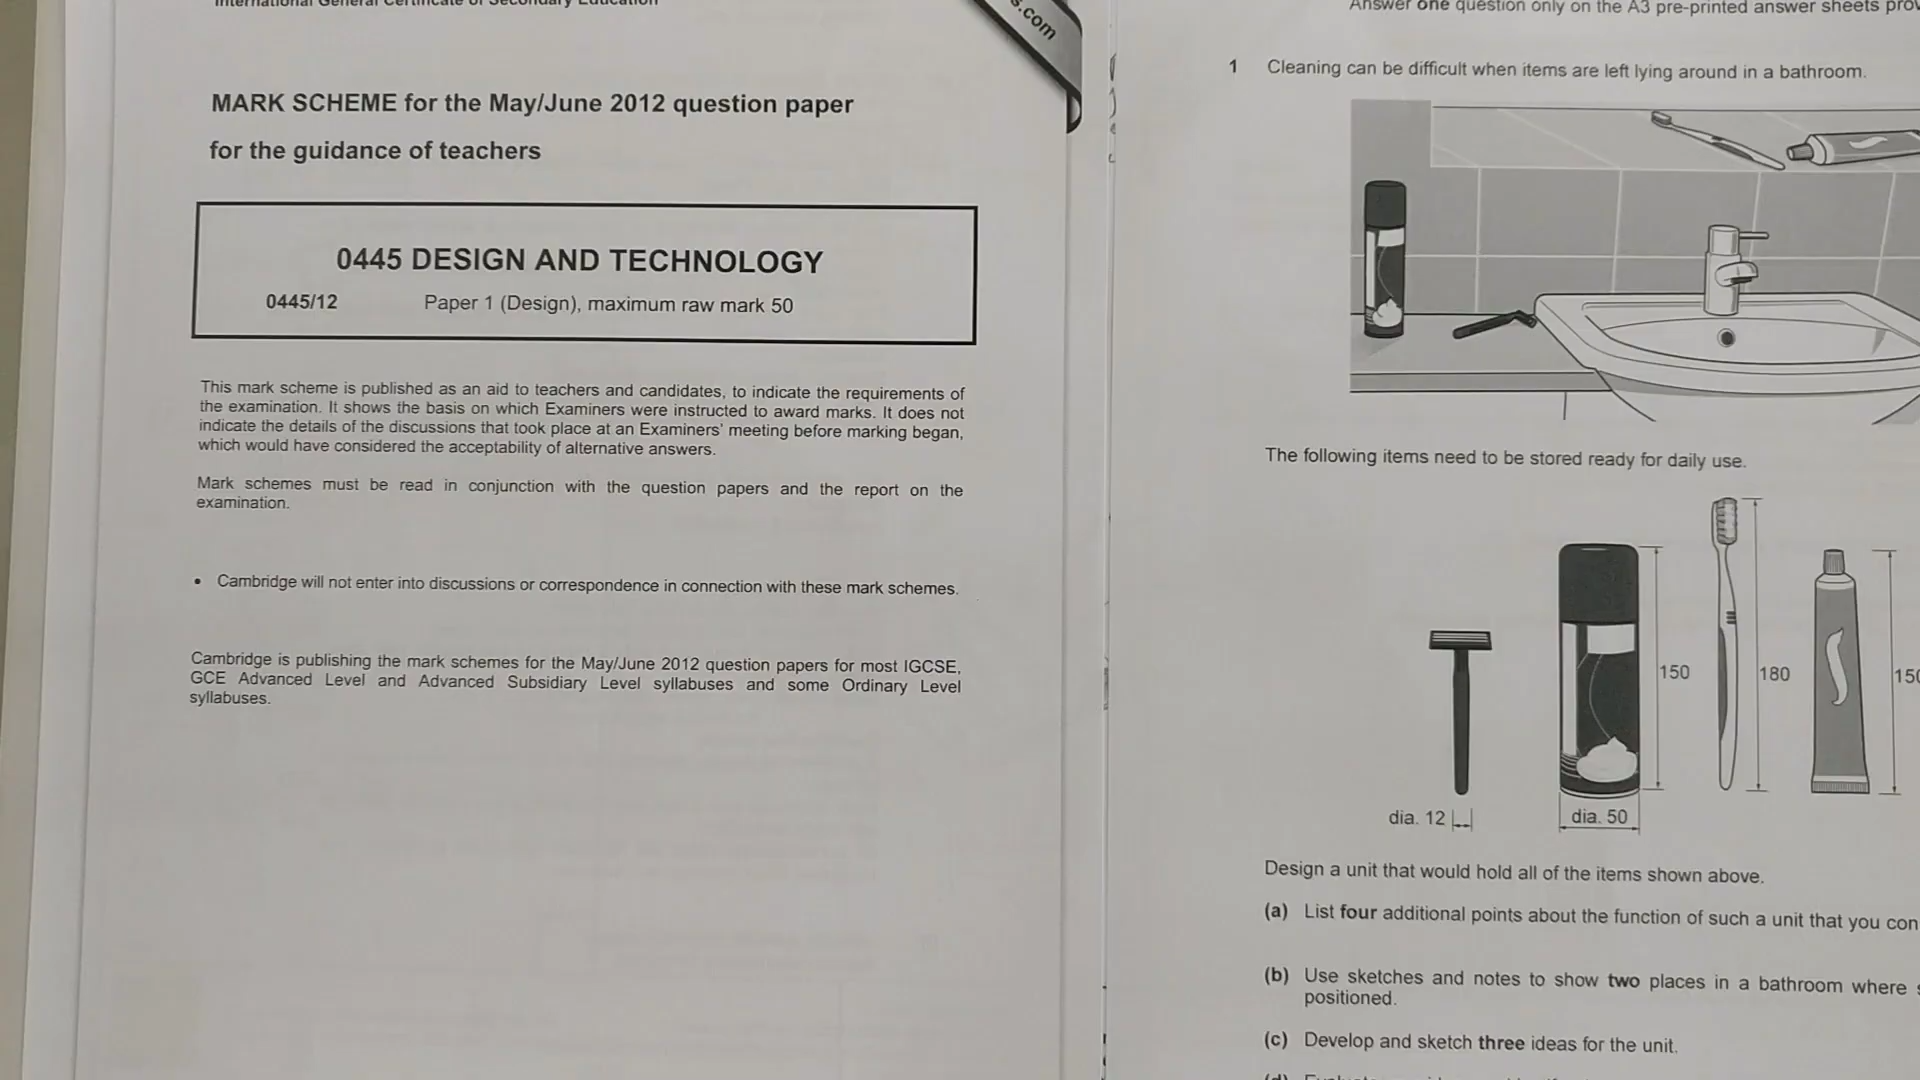 International General Certificate of Secondary Education
s.com
MARK SCHEME for the May/June 2012 question paper
for the guidance of teachers
0445 DESIGN AND TECHNOLOGY
0445/12 Paper 1 (Design), maximum raw mark 50
This mark scheme is published as an aid to teachers and candidates, to indicate the requirements of
the examination. It shows the basis on which Examiners were instructed to award marks. It does not
indicate the details of the discussions that took place at an Examiners' meeting before marking began,
which would have considered the acceptability of alternative answers.
Mark schemes must be read in conjunction with the question papers and the report on the
examination.
• Cambridge will not enter into discussions or correspondence in connection with these mark schemes.
Cambridge is publishing the mark schemes for the May/June 2012 question papers for most IGCSE,
GCE Advanced Level and Advanced Subsidiary Level syllabuses and some Ordinary Level
syllabuses.
Answer one question only on the A3 pre-printed answer sheets
1 Cleaning can be difficult when items are left lying around in a bathroom.
The following items need to be stored ready for daily use.
150
180
150
dia. 12
dia. 50
Design a unit that would hold all of the items shown above.
(a) List four additional points about the function of such a unit that you
(b) Use sketches and notes to show two places in a bathroom where
positioned.
(c) Develop and sketch three ideas for the unit.